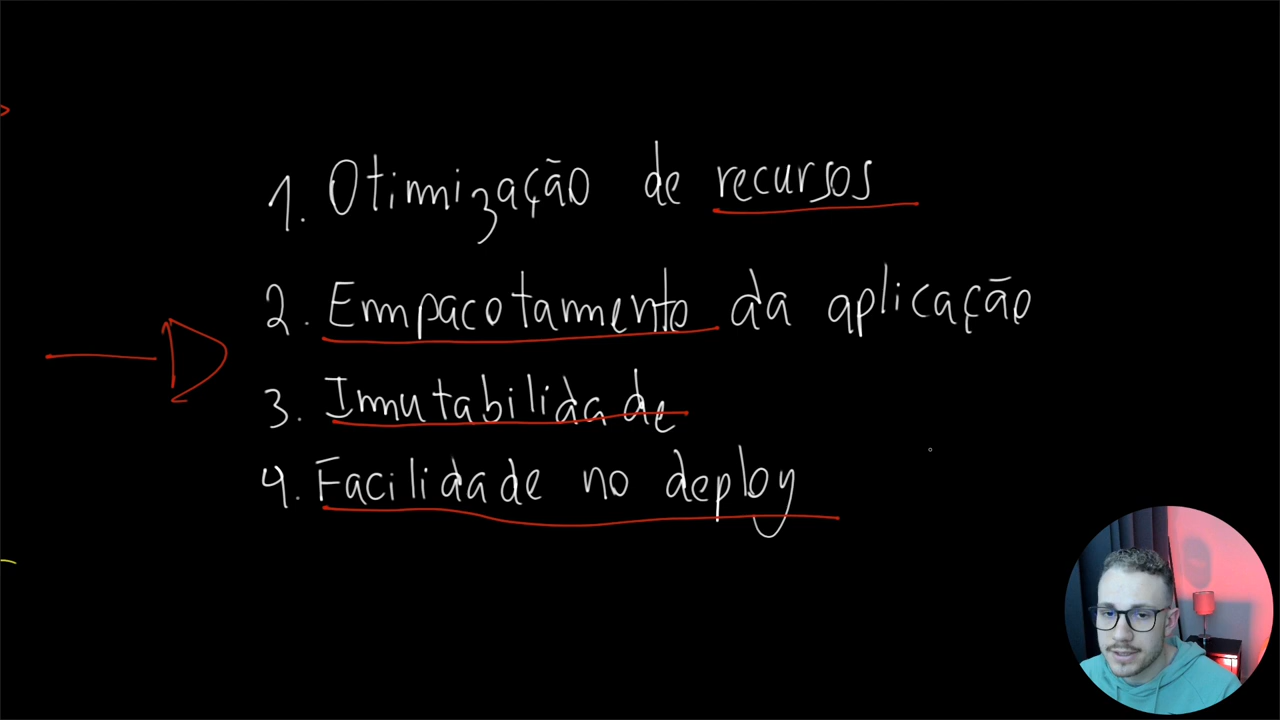 1. Otimização de recursos
2. Empacotamento da aplicação
3. Imutabilidade
4. Facilidade no deploy